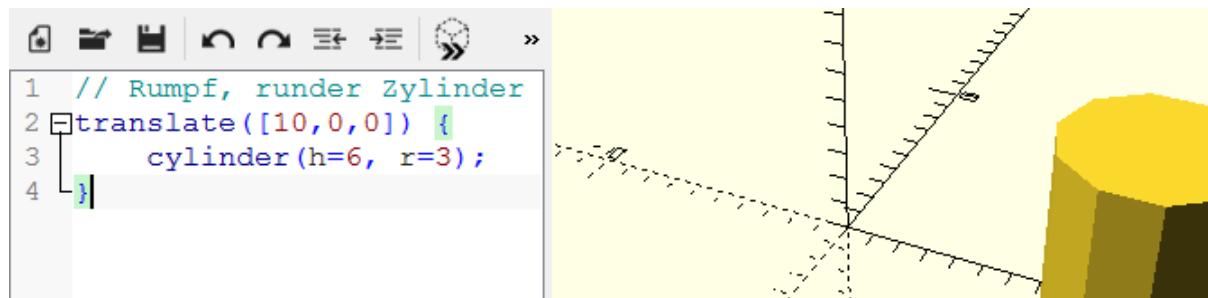 »
1 // Rumpf, runder Zylinder
2 translate([10,0,0]) {
3 cylinder(h=6, r=3);
4 }